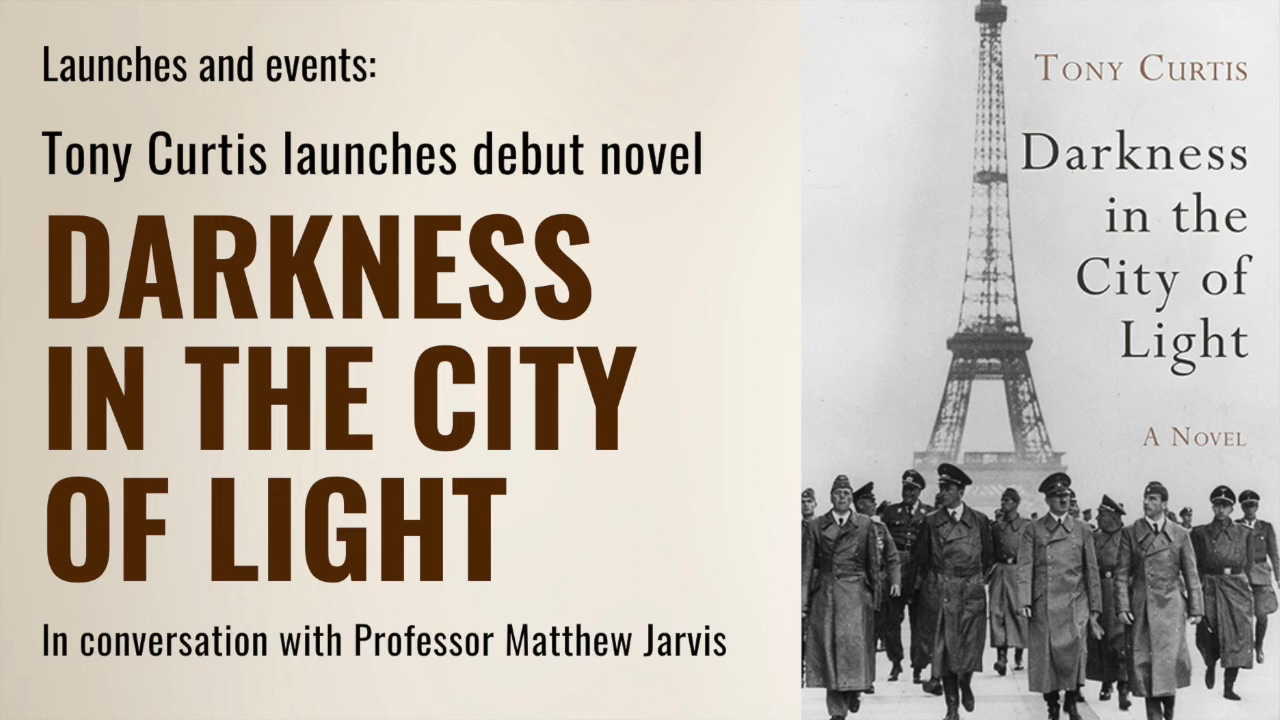 Launches and events:
Tony Curtis launches debut novel
DARKNESS
IN THE CITY
OF LIGHT
In conversation with Professor Matthew Jarvis
TONY CURTIS
Darkness
in the
City of
Light
A NOVEL